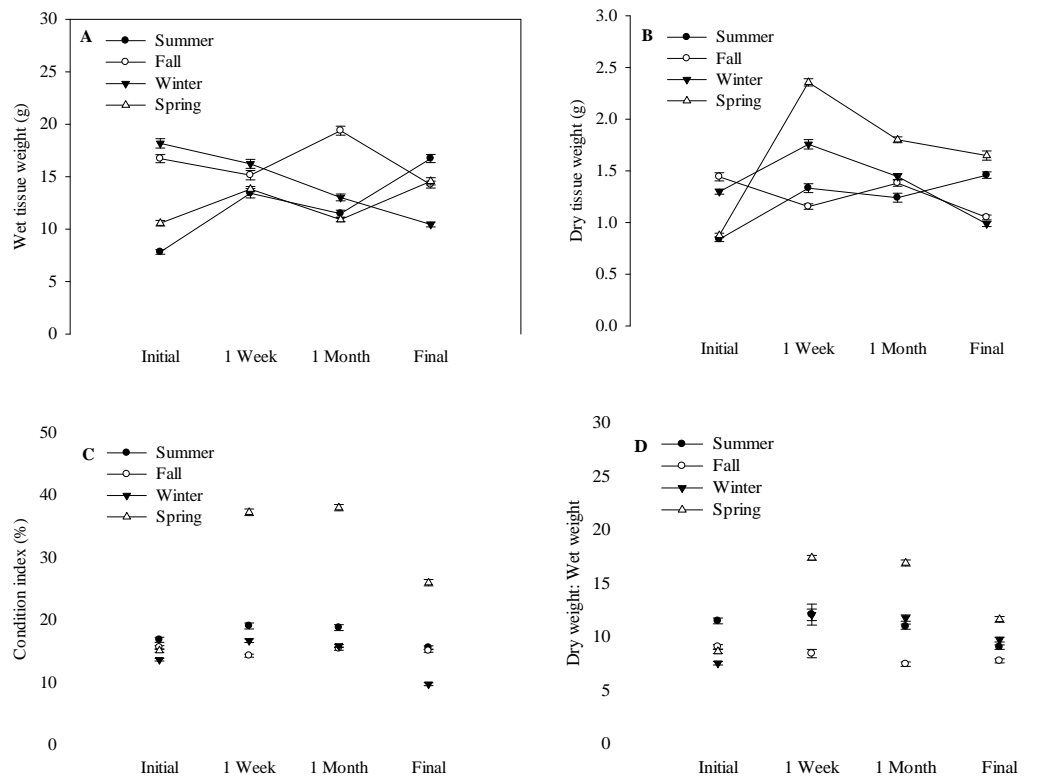 A
Summer
Fall
Winter
Spring
Wet tissue weight (g)
30
25
20
15
10
5
0
Initial 1 Week 1 Month Final
B
Summer
Fall
Winter
Spring
Dry tissue weight (g)
3.0
2.5
2.0
1.5
1.0
0.5
0.0
Initial 1 Week 1 Month Final
C
Summer
Fall
Winter
Spring
Condition index (%)
50
40
30
20
10
0
Initial 1 Week 1 Month Final
D
Summer
Fall
Winter
Spring
Dry weight: Wet weight
30
25
20
15
10
5
0
Initial 1 Week 1 Month Final